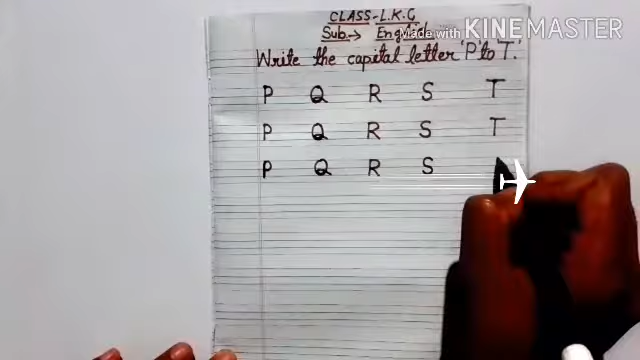 CLASS-L.K.G
Sub.→ English
Made with KINEMASTER
Write the capital letter 'P' to 'T'.
P Q R S T
P Q R S T
P Q R S